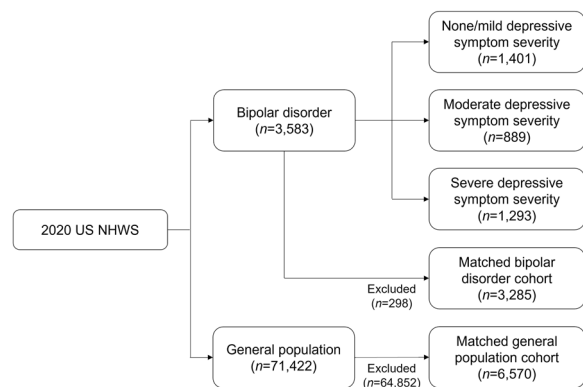 None/mild depressive
symptom severity
(n=1,401)
Bipolar disorder
(n=3,583)
Moderate depressive
symptom severity
(n=889)
Severe depressive
symptom severity
(n=1,293)
2020 US NHWS
Matched bipolar
disorder cohort
(n=3,285)
Excluded
(n=298)
General population
(n=71,422)
Excluded
(n=64,852)
Matched general
population cohort
(n=6,570)